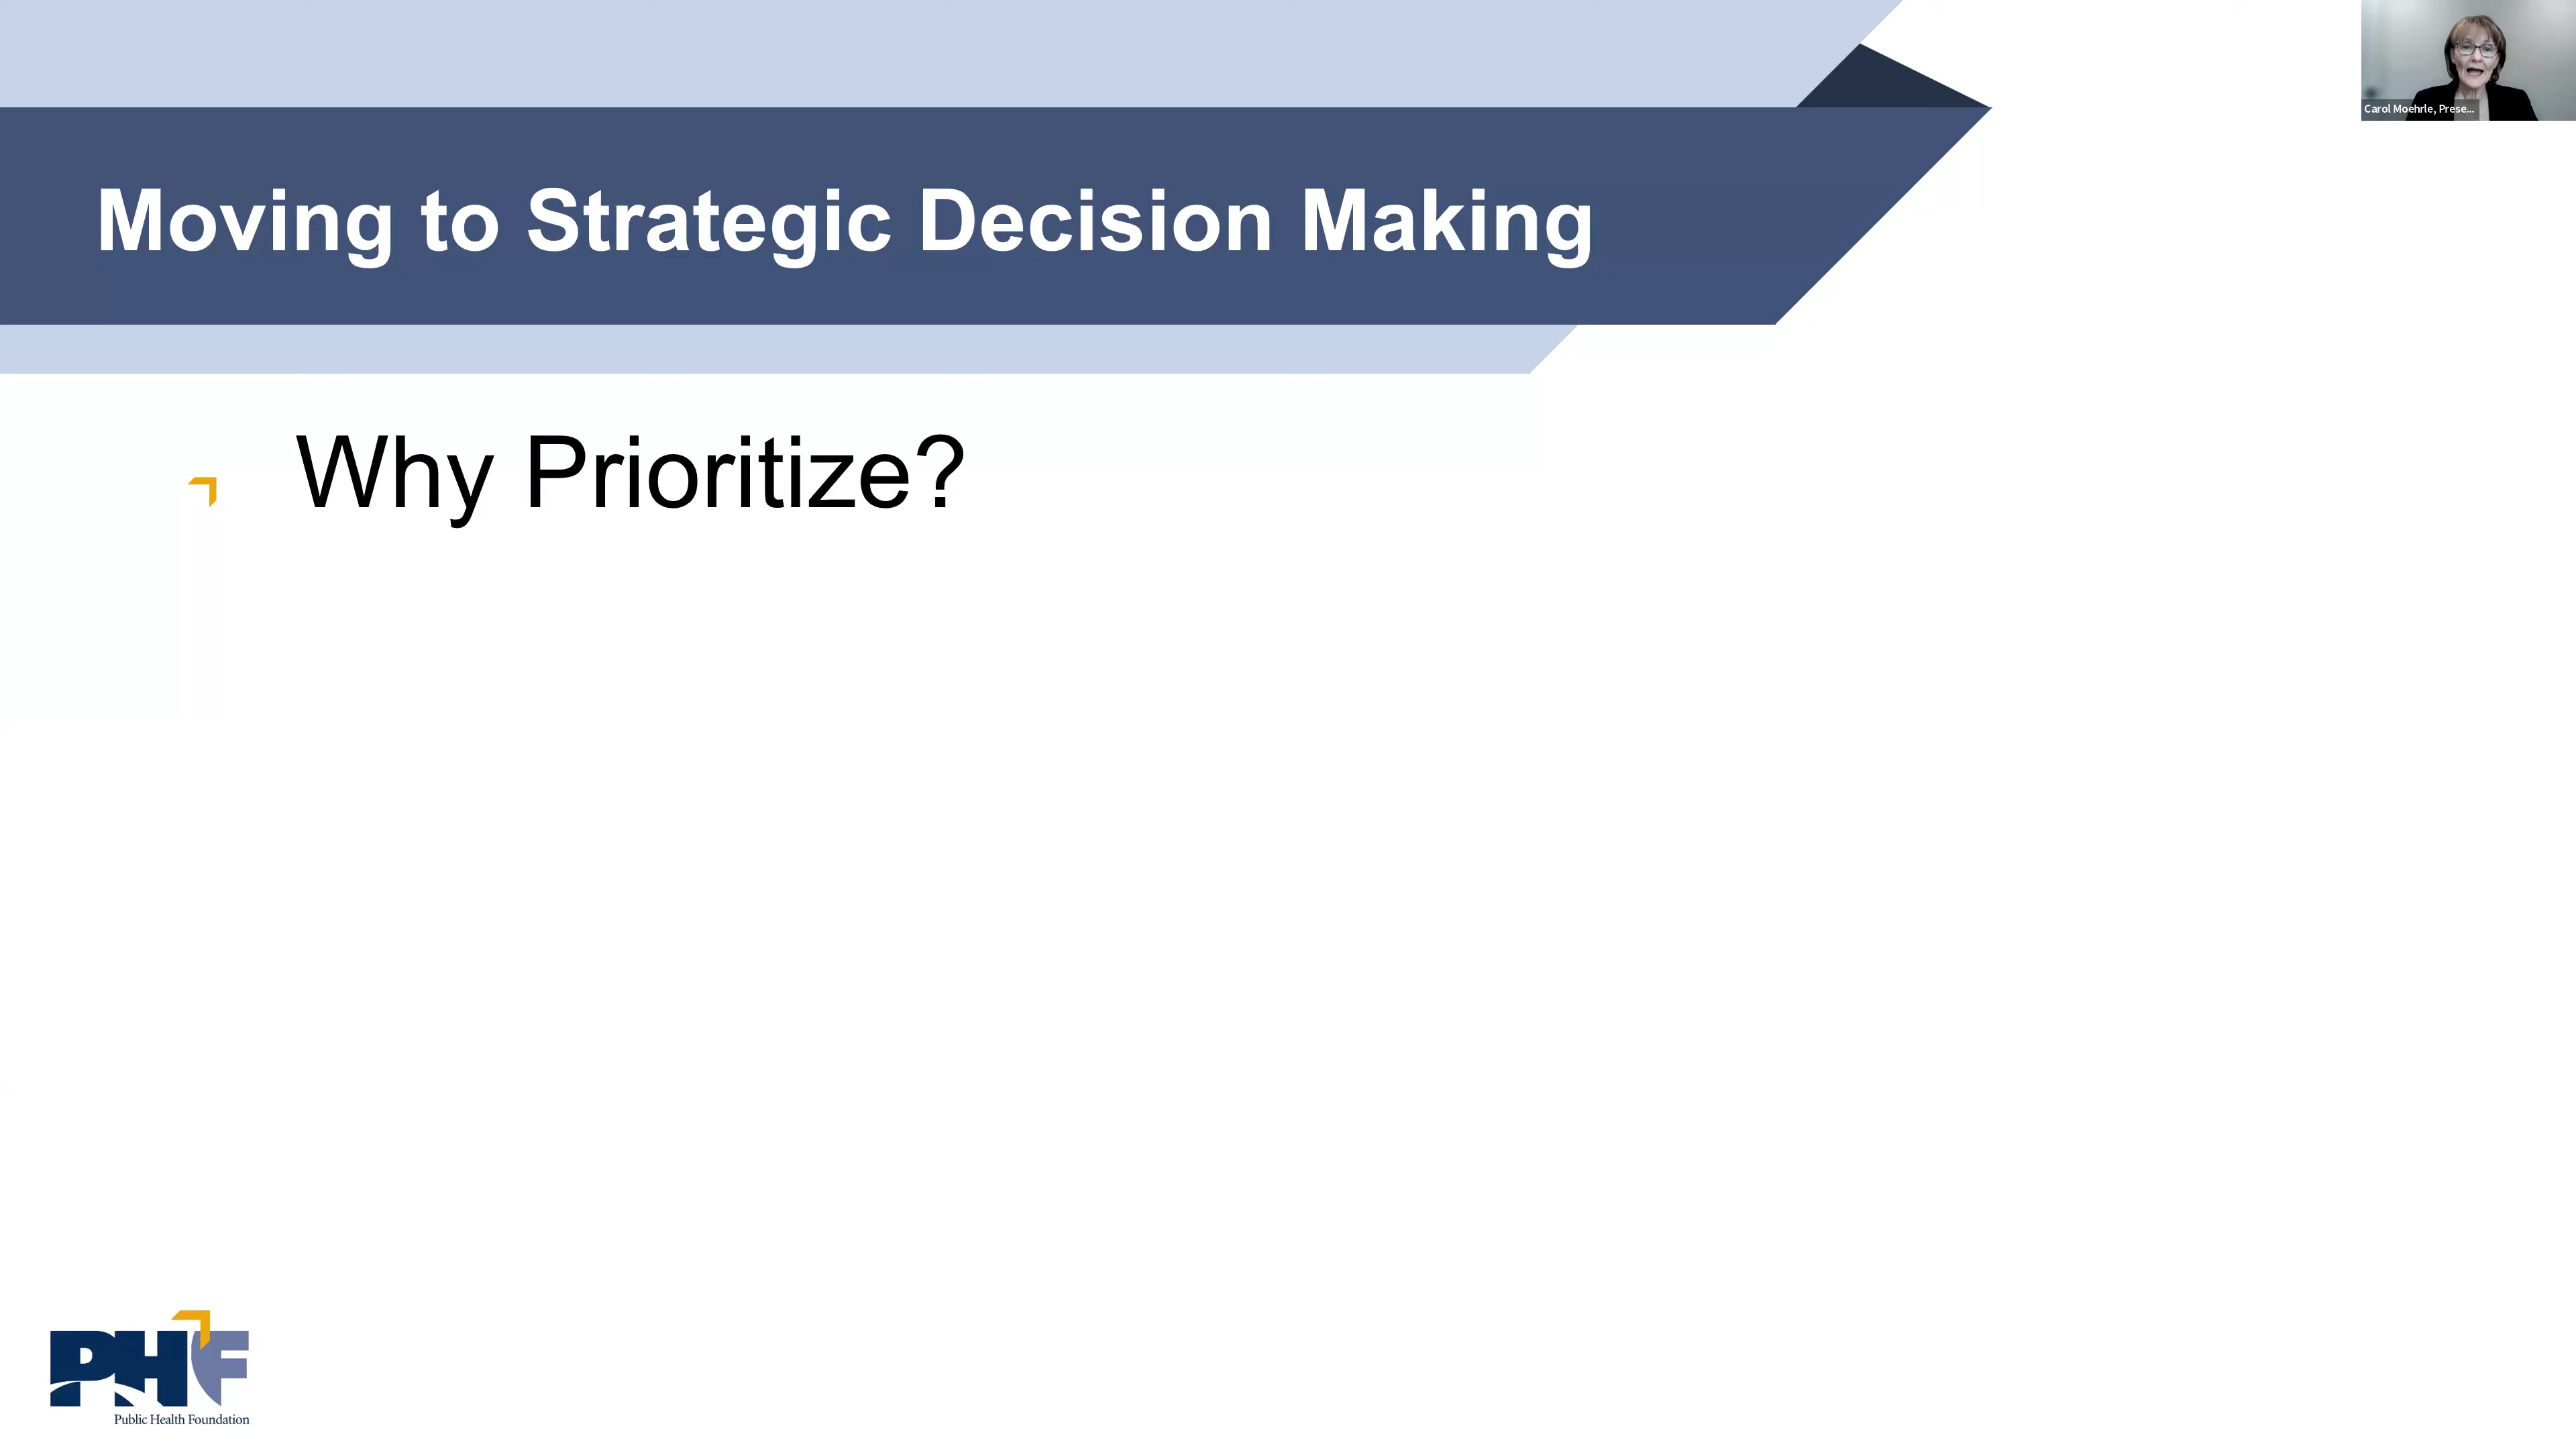 Carol Moehrle, Prese...
Moving to Strategic Decision Making
Why Prioritize?
PHF
Public Health Foundation